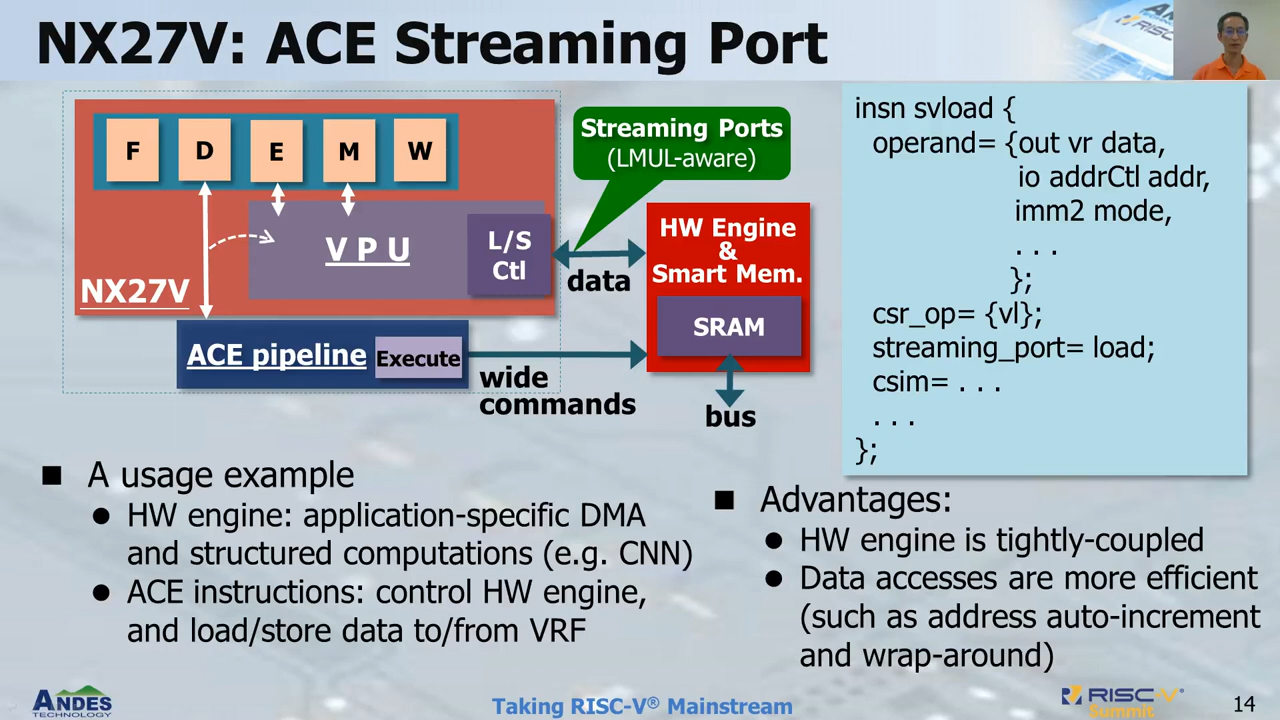 NX27V: ACE Streaming Port
F D E M W
V P U
L/S
Ctl
NX27V
ACE pipeline
Execute
Streaming Ports
(LMUL-aware)
data
wide
commands
HW Engine
&
Smart Mem.
SRAM
bus
insn svload {
operand= {out vr data,
io addrCtl addr,
imm2 mode,
. . .
};
csr_op= {vl};
streaming_port= load;
csim= . . .
. . .
};
■ A usage example
● HW engine: application-specific DMA
and structured computations (e.g. CNN)
● ACE instructions: control HW engine,
and load/store data to/from VRF
■ Advantages:
● HW engine is tightly-coupled
● Data accesses are more efficient
(such as address auto-increment
and wrap-around)
ANDES
TECHNOLOGY
Taking RISC-V® Mainstream
RISC-V®
Summit
14